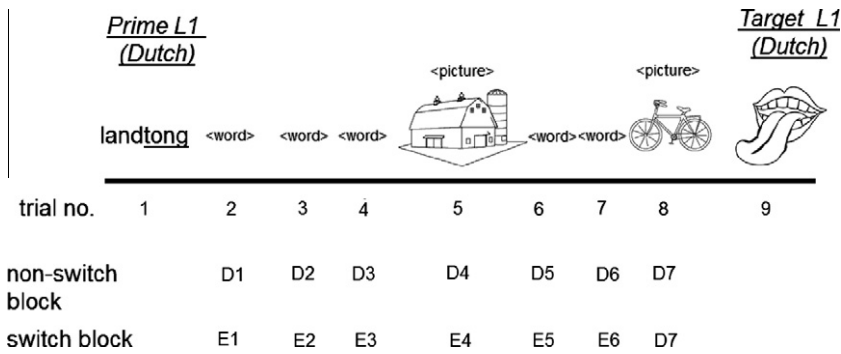 Prime L1
(Dutch)
Target L1
(Dutch)
<picture>
<picture>
landtong <word> <word> <word> <word> <word>
trial no. 1 2 3 4 5 6 7 8 9
non-switch
block
D1 D2 D3 D4 D5 D6 D7
switch block E1 E2 E3 E4 E5 E6 D7